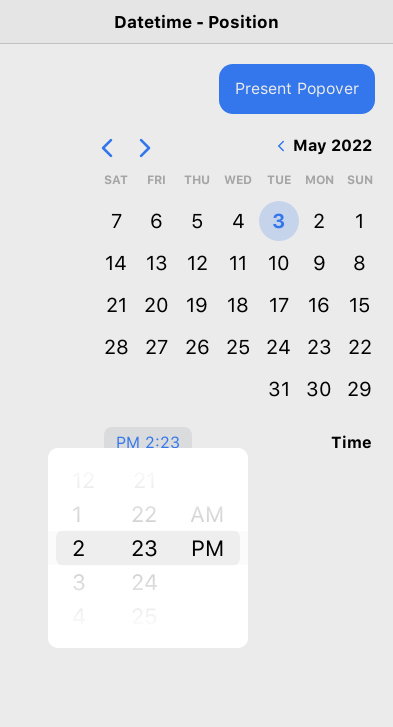 Datetime - Position
Present Popover
May 2022
SAT FRI THU WED TUE MON SUN
7 6 5 4 3 2 1
14 13 12 11 10 9 8
21 20 19 18 17 16 15
28 27 26 25 24 23 22
31 30 29
PM 2:23 Time
12 21
1 22 AM
2 23 PM
3 24
4 25